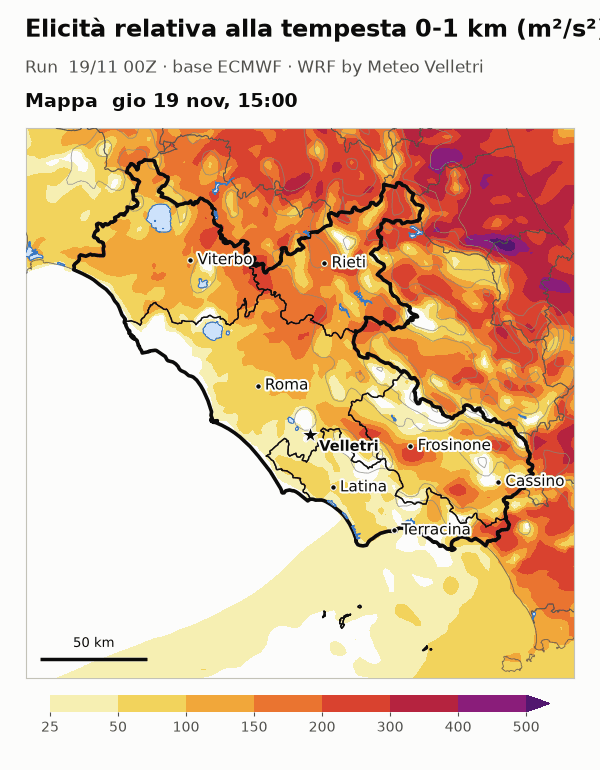 Elicità relativa alla tempesta 0-1 km (m²/s²)
Run 19/11 00Z · base ECMWF · WRF by Meteo Velletri
Mappa gio 19 nov, 15:00
Viterbo
Rieti
Roma
Velletri
Frosinone
Latina
Cassino
Terracina
50 km
25 50 100 150 200 300 400 500